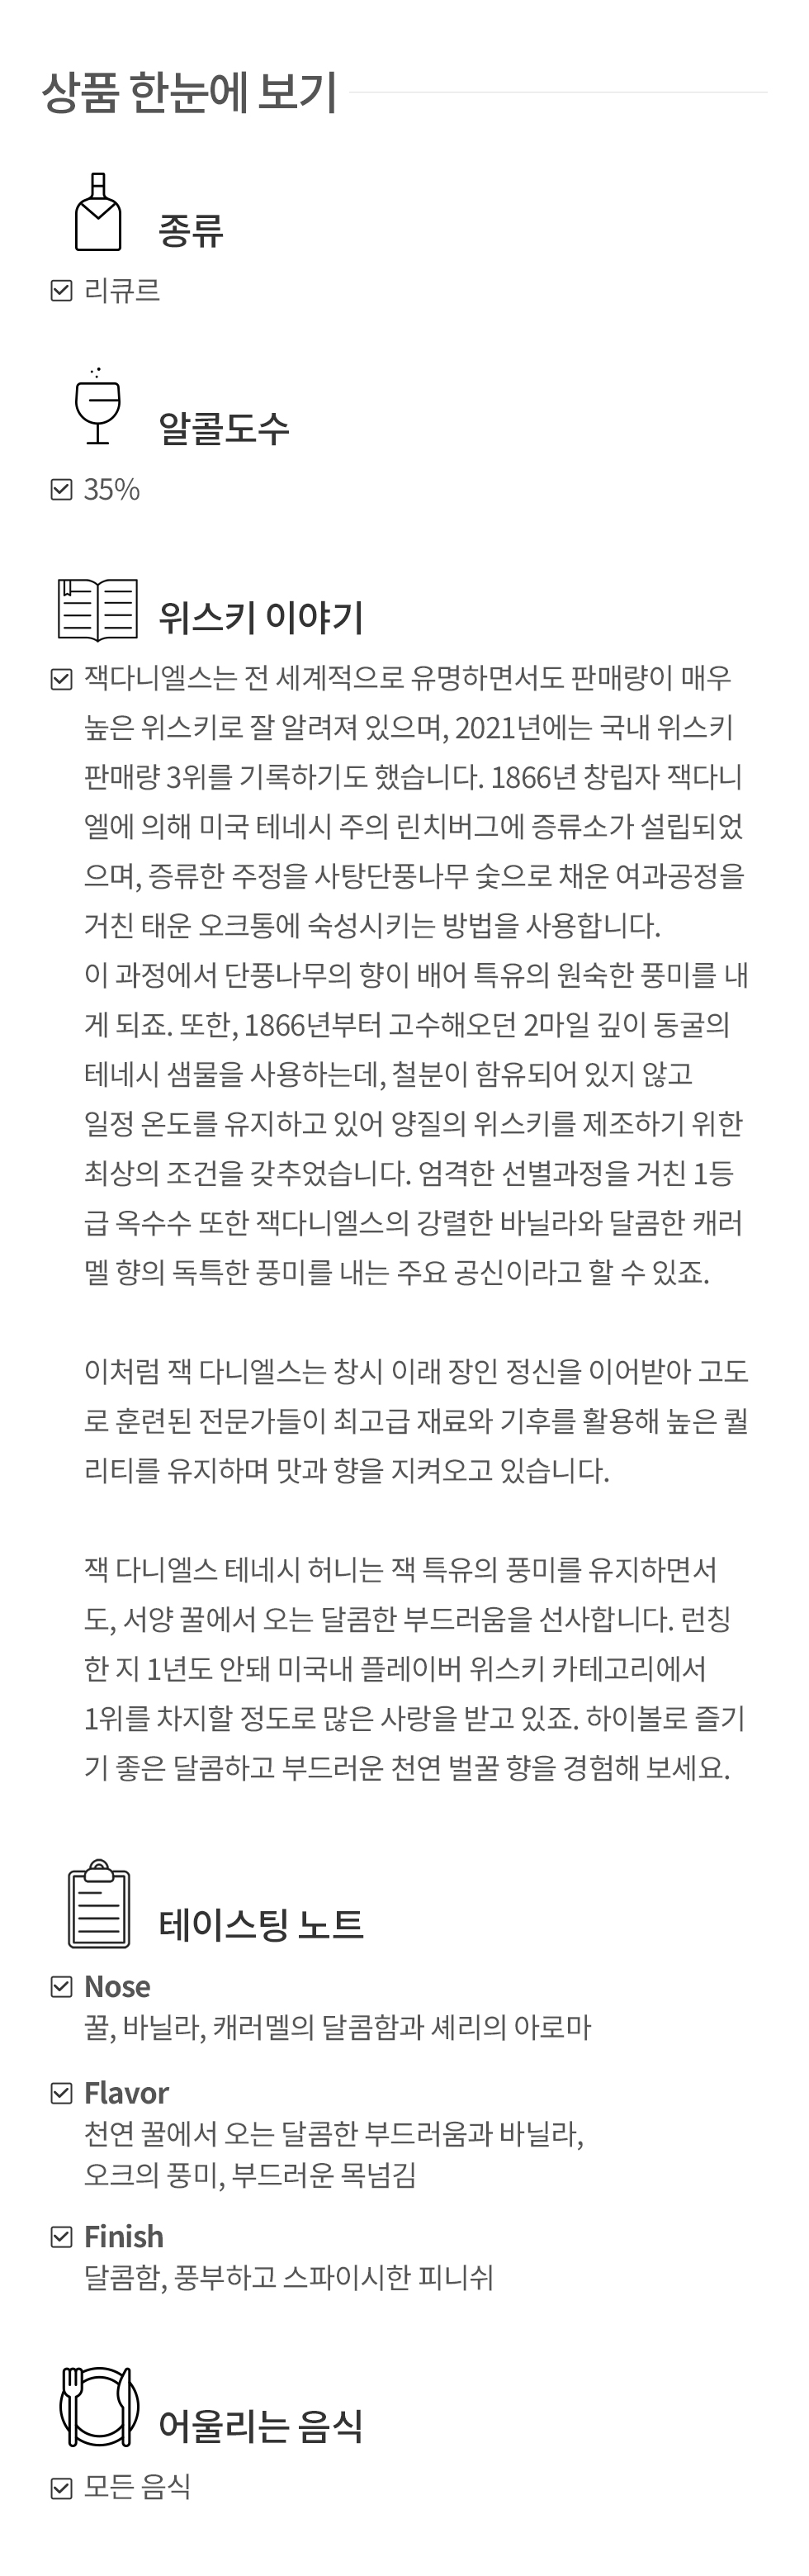 상품 한눈에 보기
종류
리큐르
알콜도수
35%
위스키 이야기
잭다니엘스는 전 세계적으로 유명하면서도 판매량이 매우
높은 위스키로 잘 알려져 있으며, 2021년에는 국내 위스키
판매량 3위를 기록하기도 했습니다. 1866년 창립자 잭다니
엘에 의해 미국 테네시 주의 린치버그에 증류소가 설립되었
으며, 증류한 주정을 사탕단풍나무 숯으로 채운 여과공정을
거친 태운 오크통에 숙성시키는 방법을 사용합니다.
이 과정에서 단풍나무의 향이 배어 특유의 원숙한 풍미를 내
게 되죠. 또한, 1866년부터 고수해오던 2마일 깊이 동굴의
테네시 샘물을 사용하는데, 철분이 함유되어 있지 않고
일정 온도를 유지하고 있어 양질의 위스키를 제조하기 위한
최상의 조건을 갖추었습니다. 엄격한 선별과정을 거친 1등
급 옥수수 또한 잭다니엘스의 강렬한 바닐라와 달콤한 캐러
멜 향의 독특한 풍미를 내는 주요 공신이라고 할 수 있죠.
이처럼 잭 다니엘스는 창시 이래 장인 정신을 이어받아 고도
로 훈련된 전문가들이 최고급 재료와 기후를 활용해 높은 퀄
리티를 유지하며 맛과 향을 지켜오고 있습니다.
잭 다니엘스 테네시 허니는 잭 특유의 풍미를 유지하면서
도, 서양 꿀에서 오는 달콤한 부드러움을 선사합니다. 런칭
한 지 1년도 안돼 미국내 플레이버 위스키 카테고리에서
1위를 차지할 정도로 많은 사랑을 받고 있죠. 하이볼로 즐기
기 좋은 달콤하고 부드러운 천연 벌꿀 향을 경험해 보세요.
테이스팅 노트
Nose
꿀, 바닐라, 캐러멜의 달콤함과 셰리의 아로마
Flavor
천연 꿀에서 오는 달콤한 부드러움과 바닐라,
오크의 풍미, 부드러운 목넘김
Finish
달콤함, 풍부하고 스파이시한 피니쉬
어울리는 음식
모든 음식